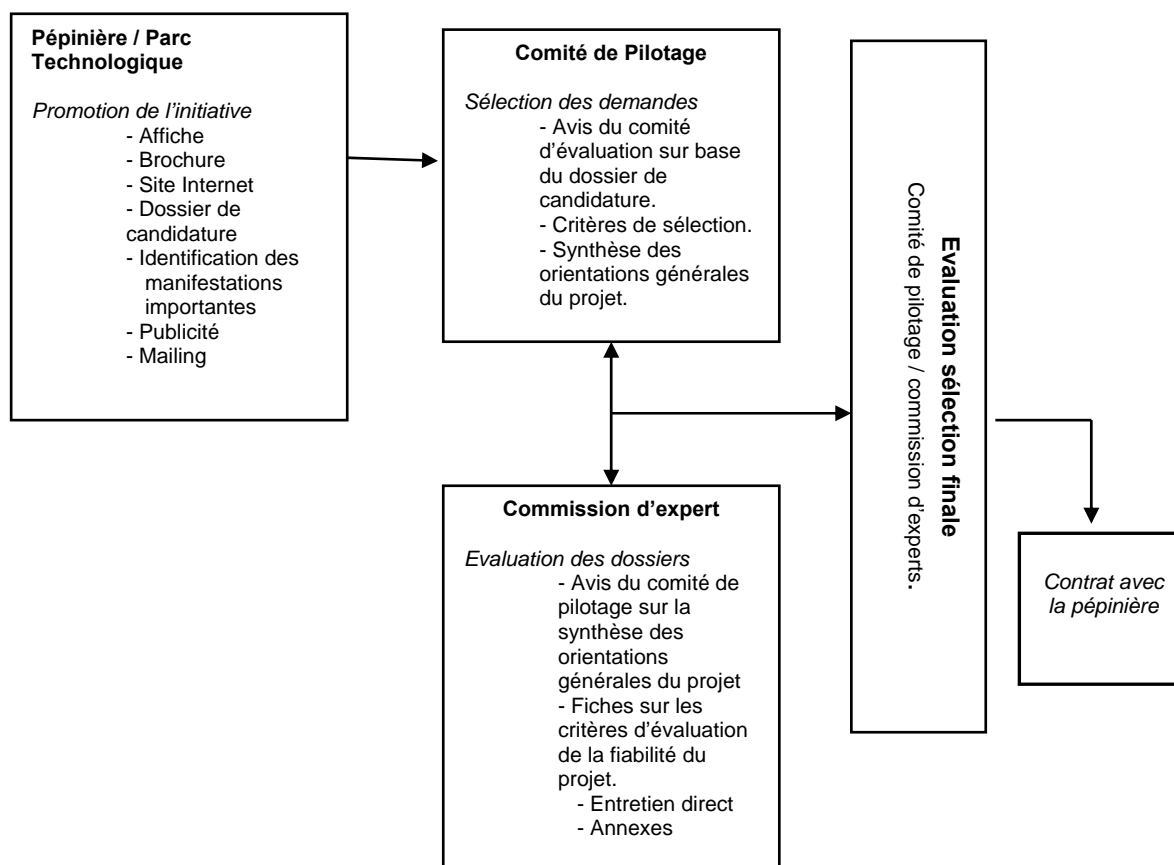 Pépinière / Parc
Technologique
Promotion de l’initiative
- Affiche
- Brochure
- Site Internet
- Dossier de
candidature
- Identification des
manifestations
importantes
- Publicité
- Mailing
Comité de Pilotage
Sélection des demandes
- Avis du comité
d’évaluation sur base
du dossier de
candidature.
- Critères de sélection.
- Synthèse des
orientations générales
du projet.
Commission d’expert
Evaluation des dossiers
- Avis du comité de
pilotage sur la
synthèse des
orientations
générales du projet
- Fiches sur les
critères d’évaluation
de la fiabilité du
projet.
- Entretien direct
- Annexes
Evaluation sélection finale
Comité de pilotage / commission d’experts.
Contrat avec
la pépinière